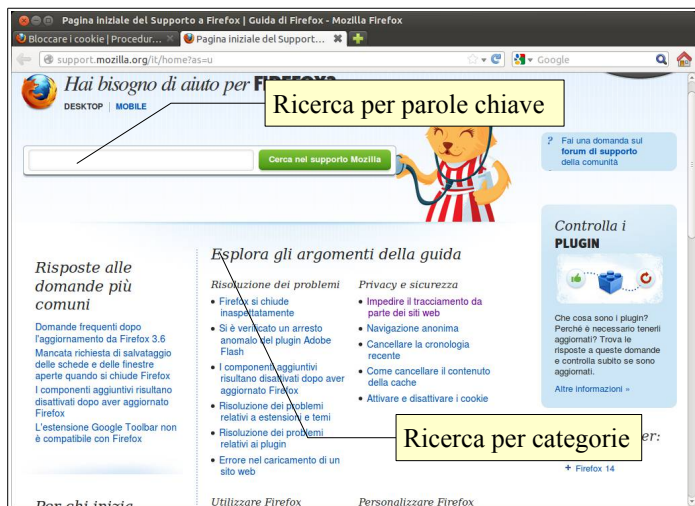 Pagina iniziale del Supporto a Firefox | Guida di Firefox - Mozilla Firefox
Bloccare i cookie | Procedur...
Pagina iniziale del Support...
support.mozilla.org/it/home?as=u
Google
Hai bisogno di aiuto per FIREFOX?
DESKTOP | MOBILE
Ricerca per parole chiave
Cerca nel supporto Mozilla
? Fai una domanda sul
forum di supporto
della comunità
Risposte alle
domande più
comuni
Domande frequenti dopo
l'aggiornamento da Firefox 3.6
Mancata richiesta di salvataggio
delle schede e delle finestre
aperte quando si chiude Firefox
I componenti aggiuntivi risultano
disattivati dopo aver aggiornato
Firefox
L'estensione Google Toolbar non
è compatibile con Firefox
Esplora gli argomenti della guida
Risoluzione dei problemi
• Firefox si chiude
inaspettatamente
• Si è verificato un arresto
anomalo del plugin Adobe
Flash
• I componenti aggiuntivi
risultano disattivati dopo aver
aggiornato Firefox
• Risoluzione dei problemi
relativi a estensioni e temi
• Risoluzione dei problemi
relativi ai plugin
• Errore nel caricamento di un
sito web
Privacy e sicurezza
• Impedire il tracciamento da
parte dei siti web
• Navigazione anonima
• Cancellare la cronologia
recente
• Come cancellare il contenuto
della cache
• Attivare e disattivare i cookie
Ricerca per categorie
Controlla i
PLUGIN
Che cosa sono i plugin?
Perché è necessario tenerli
aggiornati? Trova le
risposte a queste domande
e controlla subito se sono
aggiornati.
Altre informazioni »
er:
+ Firefox 14
Per chi inizia
Utilizzare Firefox
Personalizzare Firefox